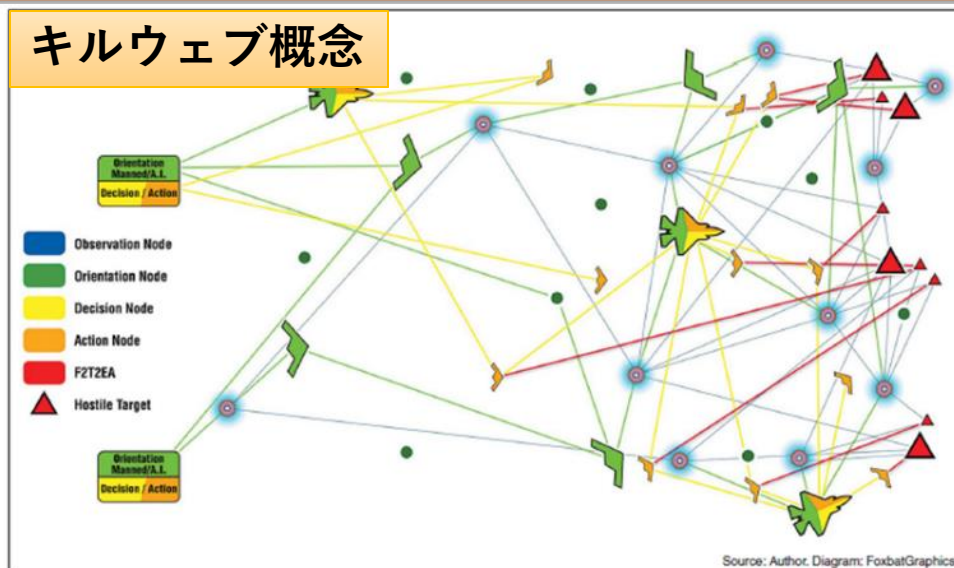 キルウェブ概念
Orientation
Manned/A.I.
Decision / Action
Observation Node
Orientation Node
Decision Node
Action Node
F2T2EA
Hostile Target
Orientation
Manned/A.I.
Decision / Action
Source: Author. Diagram: FoxbatGraphics